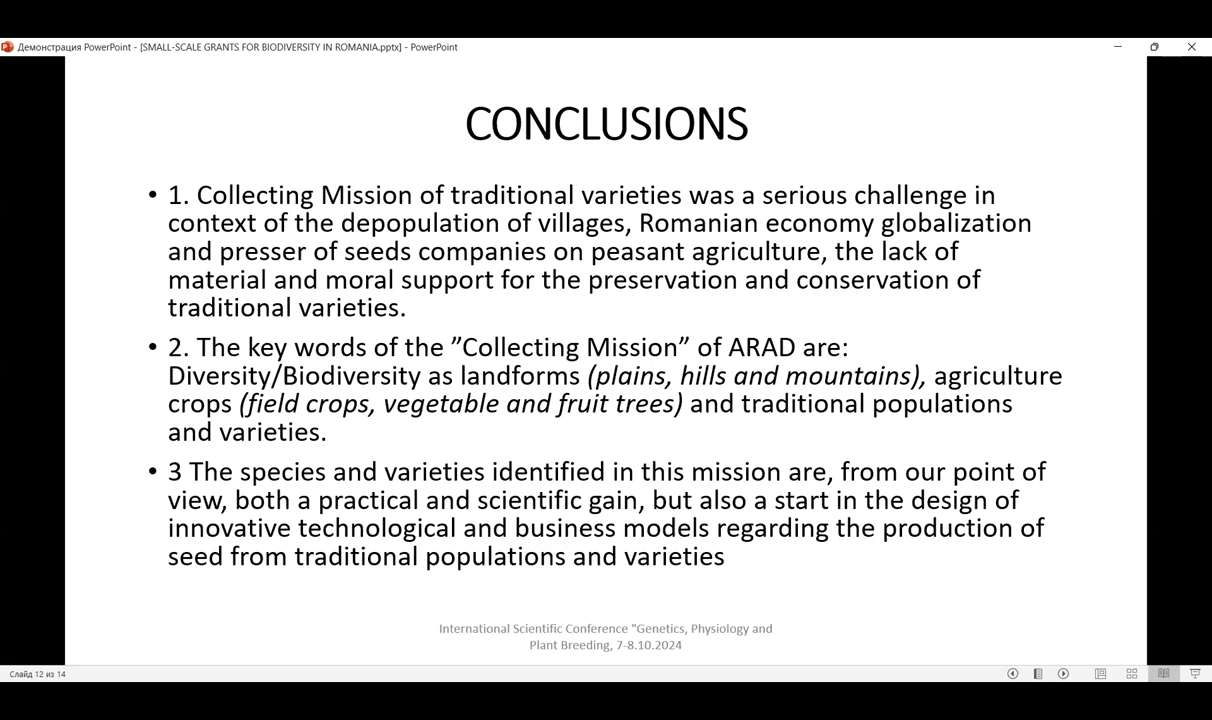 Демонстрация PowerPoint - [SMALL-SCALE GRANTS FOR BIODIVERSITY IN ROMANIA.pptx] - PowerPoint
CONCLUSIONS
• 1. Collecting Mission of traditional varieties was a serious challenge in
context of the depopulation of villages, Romanian economy globalization
and presser of seeds companies on peasant agriculture, the lack of
material and moral support for the preservation and conservation of
traditional varieties.
• 2. The key words of the ”Collecting Mission” of ARAD are:
Diversity/Biodiversity as landforms (plains, hills and mountains), agriculture
crops (field crops, vegetable and fruit trees) and traditional populations
and varieties.
• 3 The species and varieties identified in this mission are, from our point of
view, both a practical and scientific gain, but also a start in the design of
innovative technological and business models regarding the production of
seed from traditional populations and varieties
International Scientific Conference "Genetics, Physiology and
Plant Breeding, 7-8.10.2024
Слайд 12 из 14